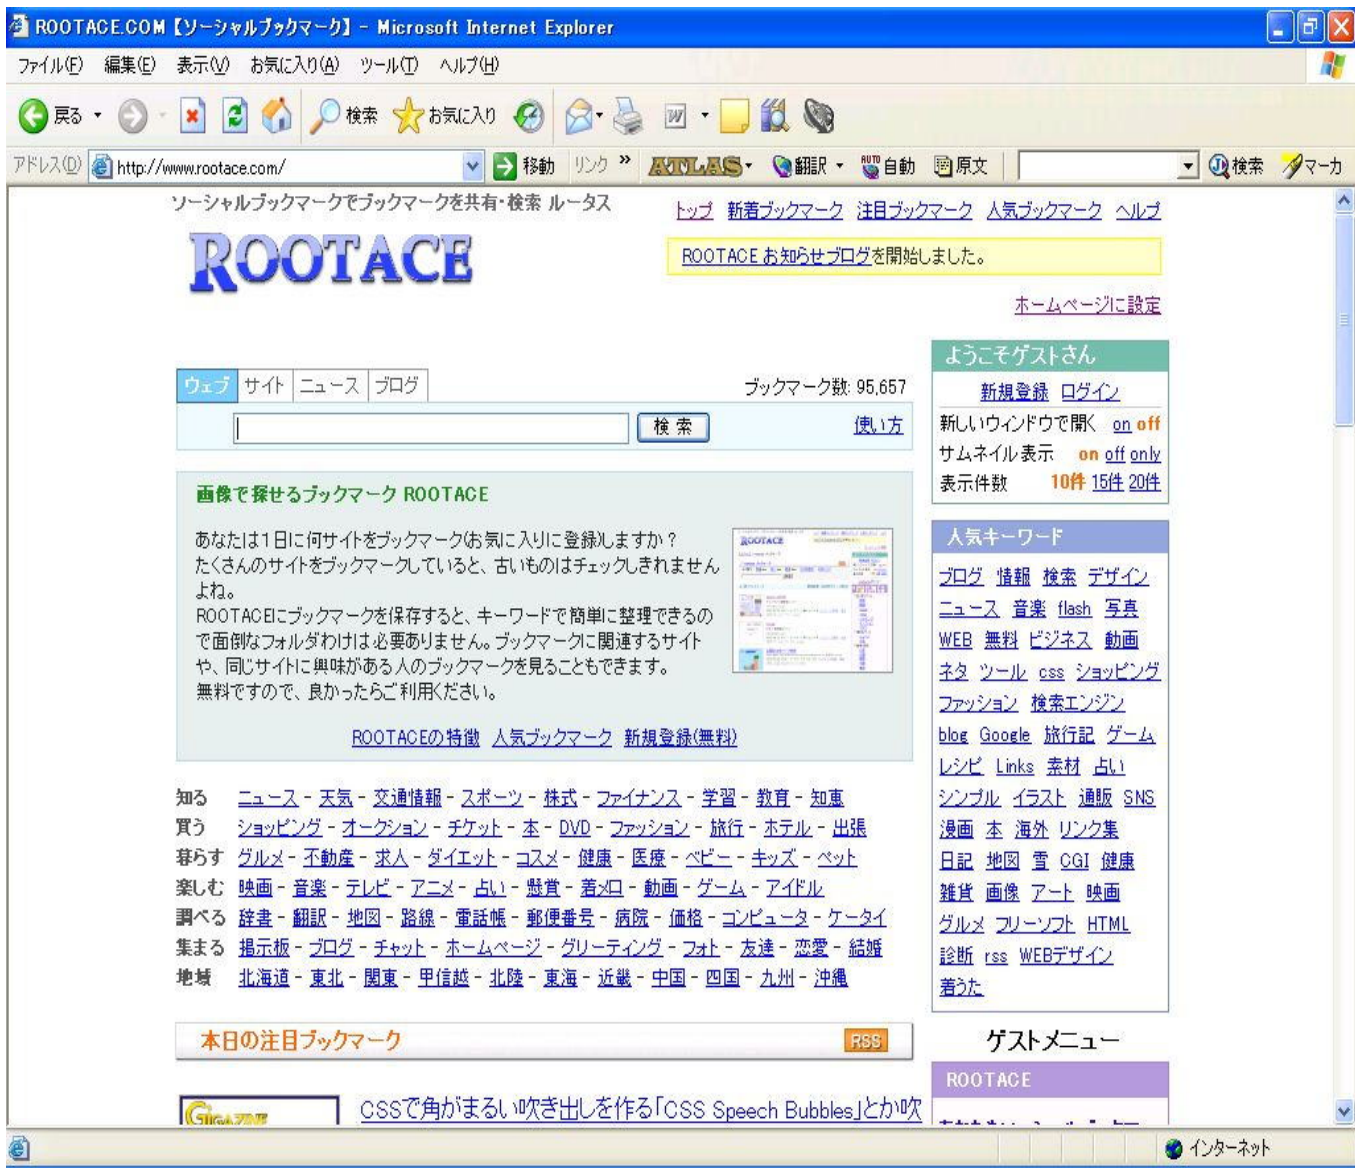 ROOTACE.COM【ソーシャルブックマーク】 - Microsoft Internet Explorer
ファイル(F) 編集(E) 表示(V) お気に入り(A) ツール(T) ヘルプ(H)
戻る 検索 お気に入り
アドレス(D) http://www.rootace.com/ 移動 リンク » ATLAS 翻訳 AUTO 自動 原文 検索 マーカ
ソーシャルブックマークでブックマークを共有・検索 ルータス
トップ 新着ブックマーク 注目ブックマーク 人気ブックマーク ヘルプ
ROOTACE
ROOTACE お知らせブログを開始しました。
ホームページに設定
ウェブ サイト ニュース ブログ
ブックマーク数: 95,657
検 索 使い方
画像で探せるブックマーク ROOTACE
あなたは1日に何サイトをブックマーク(お気に入りに登録)しますか?
たくさんのサイトをブックマークしていると、古いものはチェックしきれません
よね。
ROOTACEにブックマークを保存すると、キーワードで簡単に整理できるの
で面倒なフォルダわけは必要ありません。ブックマークに関連するサイト
や、同じサイトに興味がある人のブックマークを見ることもできます。
無料ですので、良かったらご利用ください。
ROOTACE
ROOTACEの特徴 人気ブックマーク 新規登録(無料)
知る ニュース - 天気 - 交通情報 - スポーツ - 株式 - ファイナンス - 学習 - 教育 - 知恵
買う ショッピング - オークション - チケット - 本 - DVD - ファッション - 旅行 - ホテル - 出張
暮らす グルメ - 不動産 - 求人 - ダイエット - コスメ - 健康 - 医療 - ベビー - キッズ - ペット
楽しむ 映画 - 音楽 - テレビ - アニメ - 占い - 懸賞 - 着メロ - 動画 - ゲーム - アイドル
調べる 辞書 - 翻訳 - 地図 - 路線 - 電話帳 - 郵便番号 - 病院 - 価格 - コンピュータ - ケータイ
集まる 掲示板 - ブログ - チャット - ホームページ - グリーティング - フォト - 友達 - 恋愛 - 結婚
地域 北海道 - 東北 - 関東 - 甲信越 - 北陸 - 東海 - 近畿 - 中国 - 四国 - 九州 - 沖縄
本日の注目ブックマーク RSS
GIGAZINE
CSSで角がまるい吹き出しを作る「CSS Speech Bubbles」とか吹
ようこそゲストさん
新規登録 ログイン
新しいウィンドウで開く on off
サムネイル表示 on off only
表示件数 10件 15件 20件
人気キーワード
ブログ 情報 検索 デザイン
ニュース 音楽 flash 写真
WEB 無料 ビジネス 動画
ネタ ツール css ショッピング
ファッション 検索エンジン
blog Google 旅行記 ゲーム
レシピ Links 素材 占い
シンプル イラスト 通販 SNS
漫画 本 海外 リンク集
日記 地図 雪 CGI 健康
雑貨 画像 アート 映画
グルメ フリーソフト HTML
診断 rss WEBデザイン
着うた
ゲストメニュー
ROOTACE
インターネット